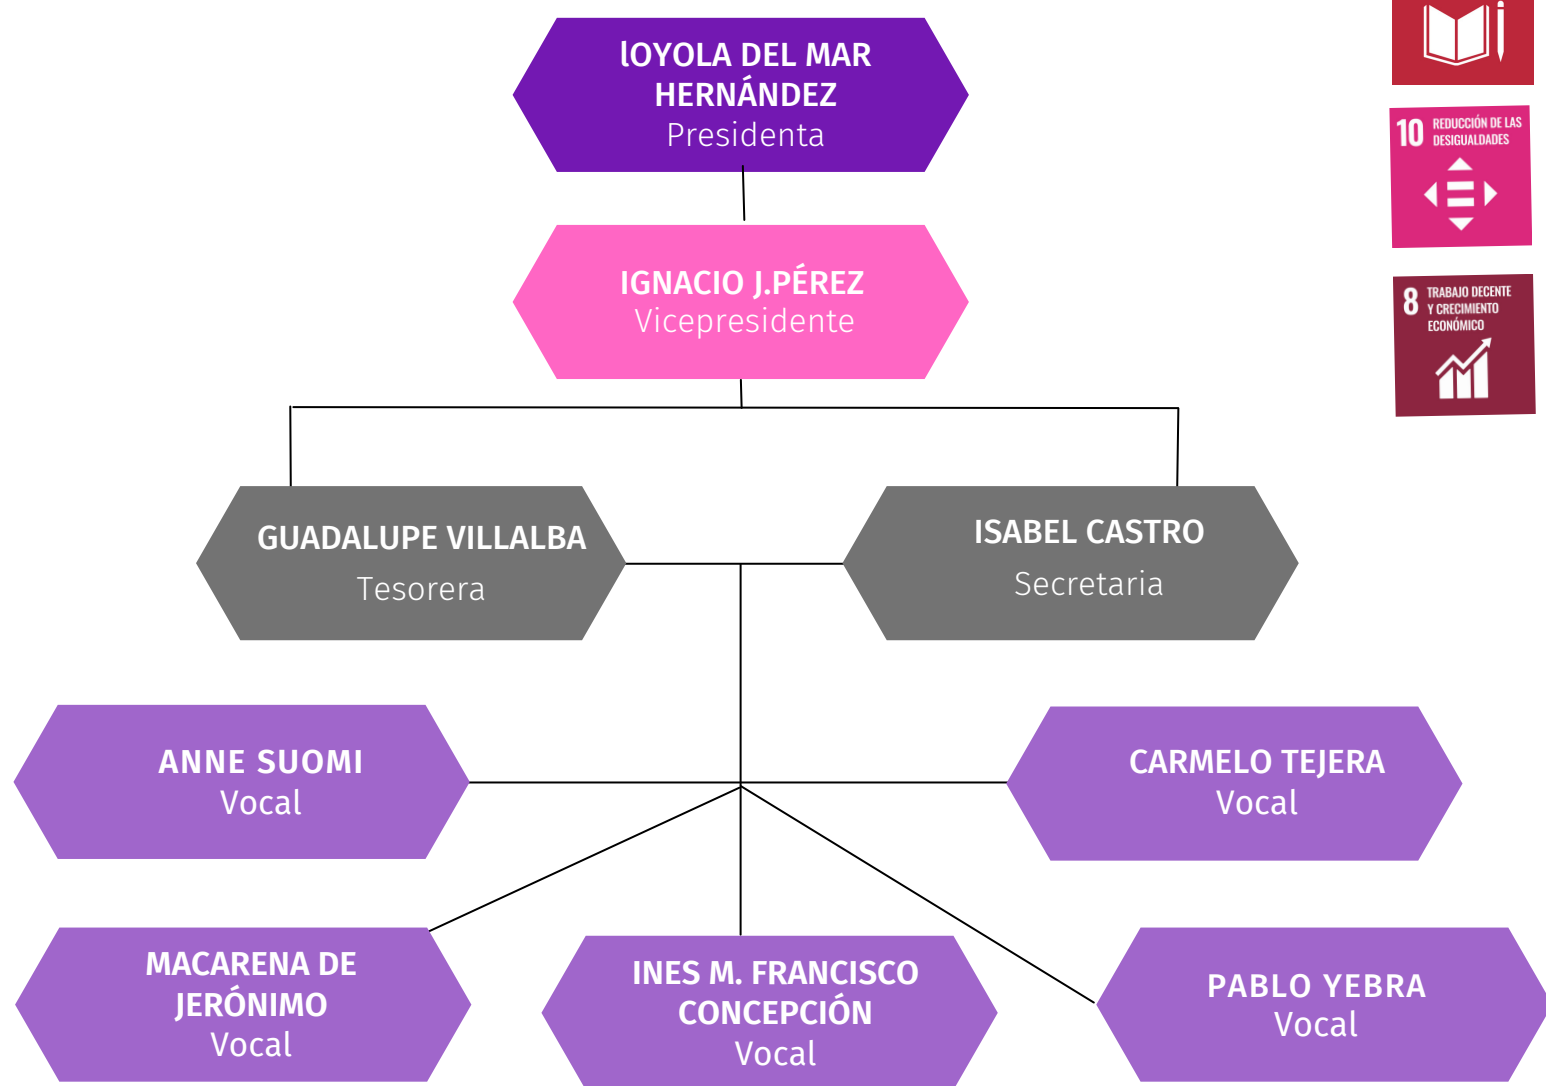 lOYOLA DEL MAR
HERNÁNDEZ
Presidenta
10 REDUCCIÓN DE LAS
DESIGUALDADES
IGNACIO J.PÉREZ
Vicepresidente
8 TRABAJO DECENTE
Y CRECIMIENTO
ECONÓMICO
GUADALUPE VILLALBA
Tesorera
ISABEL CASTRO
Secretaria
ANNE SUOMI
Vocal
CARMELO TEJERA
Vocal
MACARENA DE
JERÓNIMO
Vocal
INES M. FRANCISCO
CONCEPCIÓN
Vocal
PABLO YEBRA
Vocal